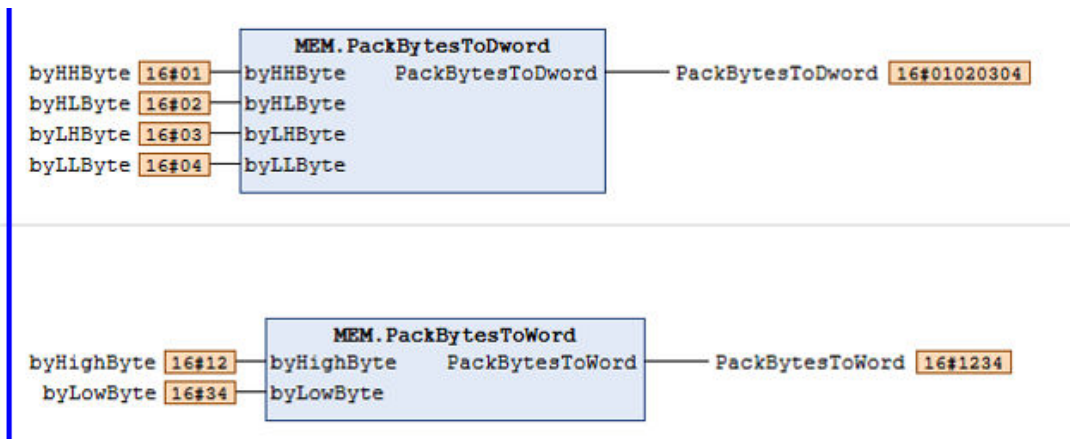 MEM.PackBytesToDword
byHHByte 16#01 byHHByte PackBytesToDword PackBytesToDword 16#01020304
byHLByte 16#02 byHLByte
byLHByte 16#03 byLHByte
byLLByte 16#04 byLLByte
MEM.PackBytesToWord
byHighByte 16#12 byHighByte PackBytesToWord PackBytesToWord 16#1234
byLowByte 16#34 byLowByte